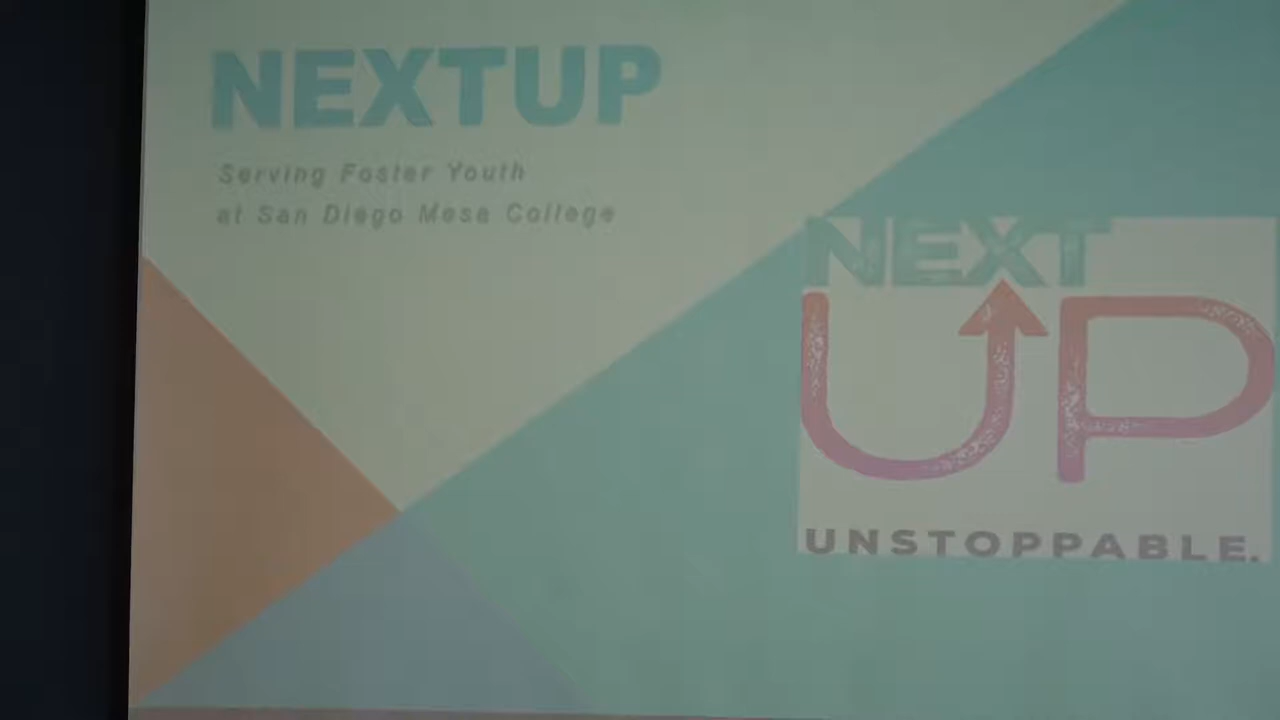 NEXTUP
Serving Foster Youth
at San Diego Mesa College
NEXT
UP
UNSTOPPABLE.